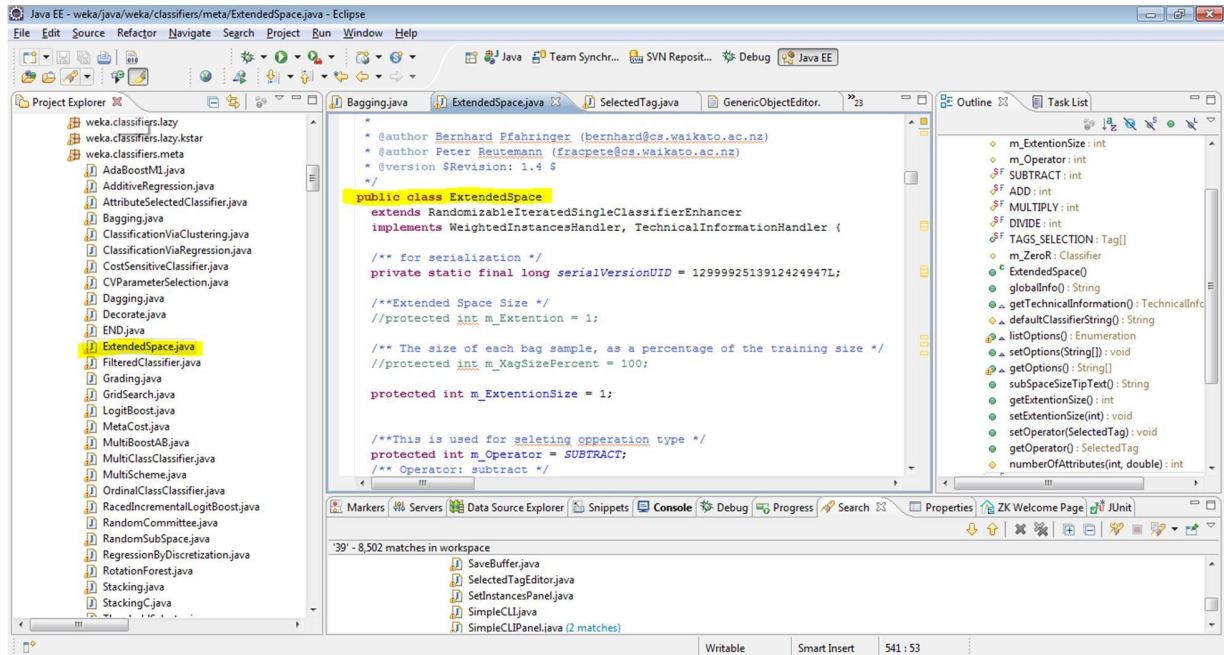 Java EE - weka/java/weka/classifiers/meta/ExtendedSpace.java - Eclipse
File Edit Source Refactor Navigate Search Project Run Window Help
Java Team Synchr... SVN Reposit... Debug Java EE
Project Explorer
weka.classifiers.lazy
weka.classifiers.lazy.kstar
weka.classifiers.meta
AdaBoostM1.java
AdditiveRegression.java
AttributeSelectedClassifier.java
Bagging.java
ClassificationViaClustering.java
ClassificationViaRegression.java
CostSensitiveClassifier.java
CVParameterSelection.java
Dagging.java
Decorate.java
END.java
ExtendedSpace.java
FilteredClassifier.java
Grading.java
GridSearch.java
LogitBoost.java
MetaCost.java
MultiBoostAB.java
MultiClassClassifier.java
MultiScheme.java
OrdinalClassClassifier.java
RacedIncrementalLogitBoost.java
RandomCommittee.java
RandomSubSpace.java
RegressionByDiscretization.java
RotationForest.java
Stacking.java
StackingC.java
Bagging.java ExtendedSpace.java SelectedTag.java GenericObjectEditor. »23
*
* @author Bernhard Pfahringer (bernhard@cs.waikato.ac.nz)
* @author Peter Reutemann (fracpete@cs.waikato.ac.nz)
* @version $Revision: 1.4 $
*/
public class ExtendedSpace
extends RandomizableIteratedSingleClassifierEnhancer
implements WeightedInstancesHandler, TechnicalInformationHandler {
/** for serialization */
private static final long serialVersionUID = 1299992513912424947L;
/**Extended Space Size */
//protected int m_Extention = 1;
/** The size of each bag sample, as a percentage of the training size */
//protected int m_XagSizePercent = 100;
protected int m_ExtentionSize = 1;
/**This is used for seleting opperation type */
protected int m_Operator = SUBTRACT;
/** Operator: subtract */
Outline Task List
m_ExtentionSize : int
m_Operator : int
SUBTRACT : int
ADD : int
MULTIPLY : int
DIVIDE : int
TAGS_SELECTION : Tag[]
m_ZeroR : Classifier
ExtendedSpace()
globalInfo() : String
getTechnicalInformation() : TechnicalInfc
defaultClassifierString() : String
listOptions() : Enumeration
setOptions(String[]) : void
getOptions() : String[]
subSpaceSizeTipText() : String
getExtentionSize() : int
setExtentionSize(int) : void
setOperator(SelectedTag) : void
getOperator() : SelectedTag
numberOfAttributes(int, double) : int
Markers Servers Data Source Explorer Snippets Console Debug Progress Search Properties ZK Welcome Page JUnit
'39' - 8,502 matches in workspace
SaveBuffer.java
SelectedTagEditor.java
SetInstancesPanel.java
SimpleCLI.java
SimpleCLIPanel.java (2 matches)
Writable Smart Insert 541 : 53